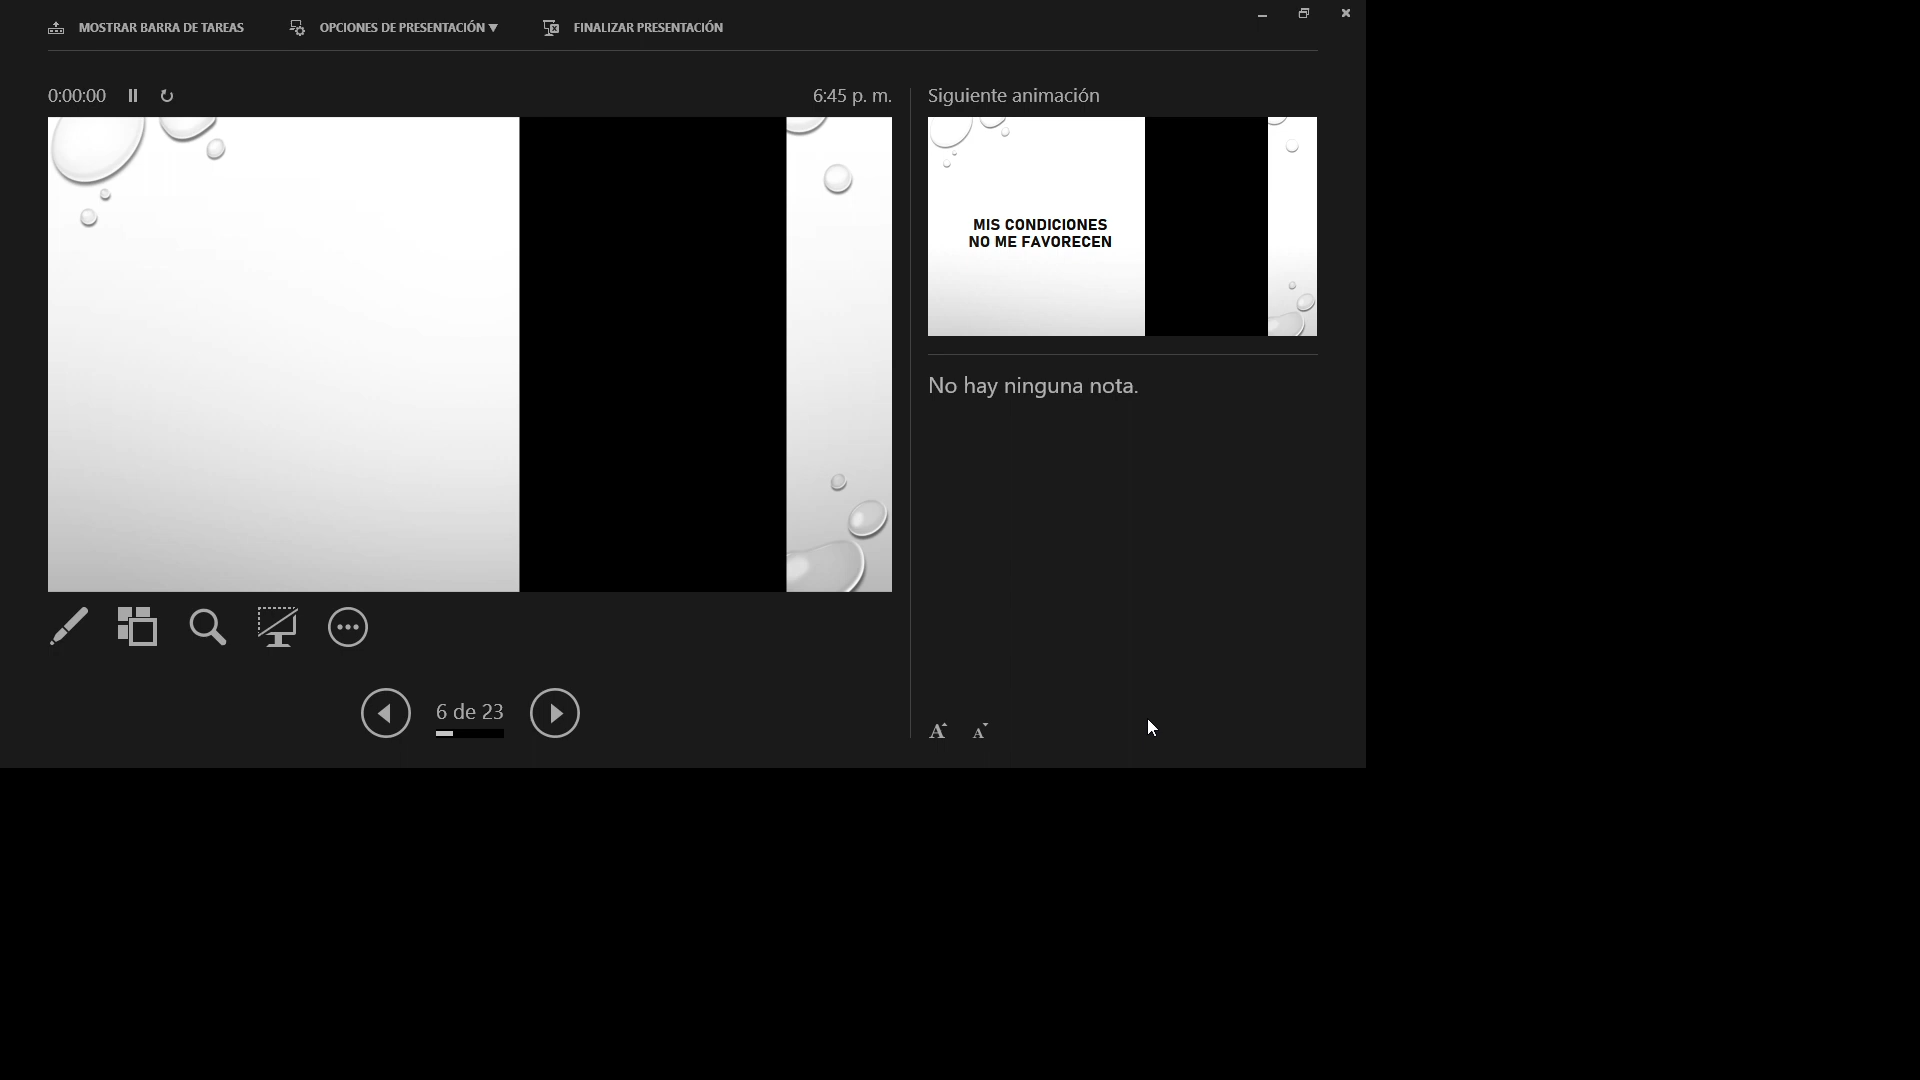 MOSTRAR BARRA DE TAREAS
OPCIONES DE PRESENTACIÓN
FINALIZAR PRESENTACIÓN
0:00:00
6:45 p. m.
Siguiente animación
MIS CONDICIONES
NO ME FAVORECEN
No hay ninguna nota.
6 de 23
A A